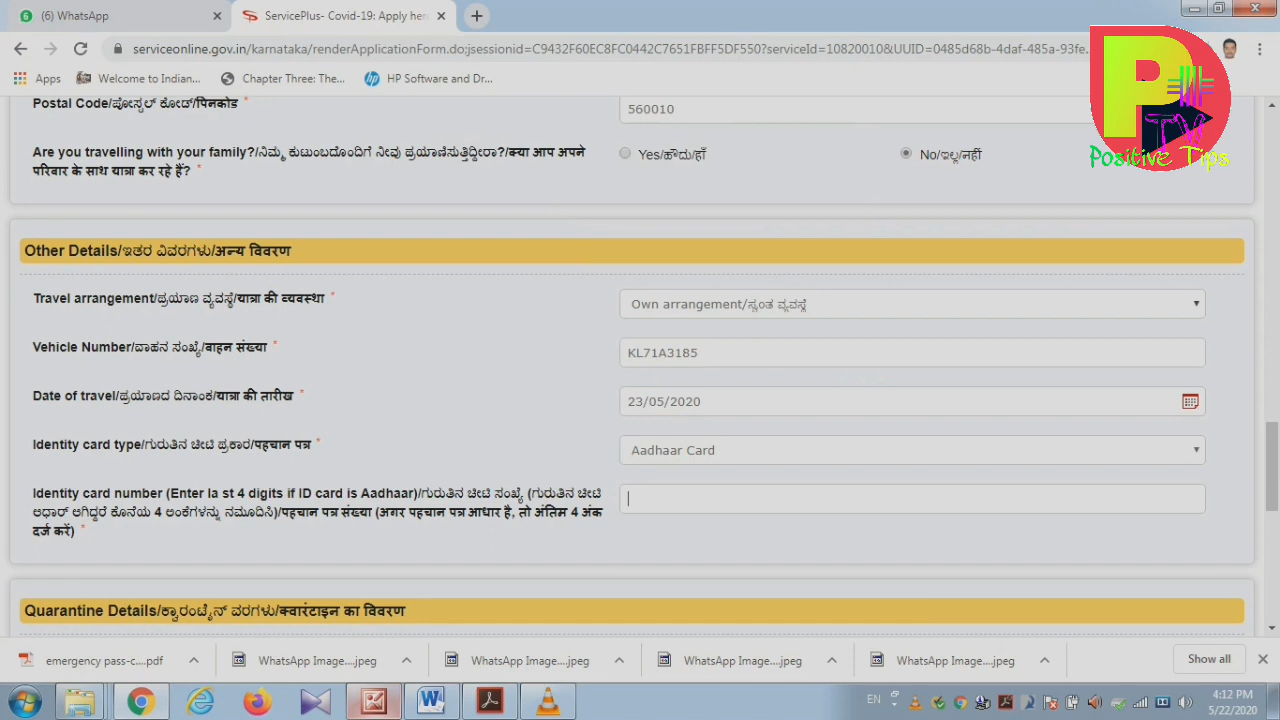 (6) WhatsApp
ServicePlus- Covid-19: Apply her
serviceonline.gov.in/karnataka/renderApplicationForm.do;jsessionid=C9432F60EC8FC0442C7651FBFF5DF550?serviceId=10820010&UUID=0485d68b-4daf-485a-93fe...
Apps
Welcome to Indian...
Chapter Three: The...
HP Software and Dr...
TV
Positive Tips
Postal Code/ಪೋಸ್ಟಲ್ ಕೋಡ್/पिनकोड *
560010
Are you travelling with your family?/ನಿಮ್ಮ ಕುಟುಂಬದೊಂದಿಗೆ ನೀವು ಪ್ರಯಾಣಿಸುತ್ತಿದ್ದೀರಾ?/क्या आप अपने
परिवार के साथ यात्रा कर रहे हैं? *
Yes/ಹೌದು/हाँ
No/ಇಲ್ಲ/नहीं
Other Details/ಇತರ ವಿವರಗಳು/अन्य विवरण
Travel arrangement/ಪ್ರಯಾಣ ವ್ಯವಸ್ಥೆ/यात्रा की व्यवस्था *
Own arrangement/ಸ್ವಂತ ವ್ಯವಸ್ಥೆ
Vehicle Number/ವಾಹನ ಸಂಖ್ಯೆ/वाहन संख्या *
KL71A3185
Date of travel/ಪ್ರಯಾಣದ ದಿನಾಂಕ/यात्रा की तारीख *
23/05/2020
Identity card type/ಗುರುತಿನ ಚೀಟಿ ಪ್ರಕಾರ/पहचान पत्र *
Aadhaar Card
Identity card number (Enter la st 4 digits if ID card is Aadhaar)/ಗುರುತಿನ ಚೀಟಿ ಸಂಖ್ಯೆ (ಗುರುತಿನ ಚೀಟಿ
ಆಧಾರ್ ಆಗಿದ್ದರೆ ಕೊನೆಯ 4 ಅಂಕೆಗಳನ್ನು ನಮೂದಿಸಿ)/पहचान पत्र संख्या (अगर पहचान पत्र आधार है, तो अंतिम 4 अंक
दर्ज करें) *
Quarantine Details/ಕ್ವಾರಂಟೈನ್ ವರಗಳು/क्वारंटाइन का विवरण
emergency pass-c....pdf
WhatsApp Image....jpeg
WhatsApp Image....jpeg
WhatsApp Image....jpeg
WhatsApp Image....jpeg
Show all
EN
4:12 PM
5/22/2020